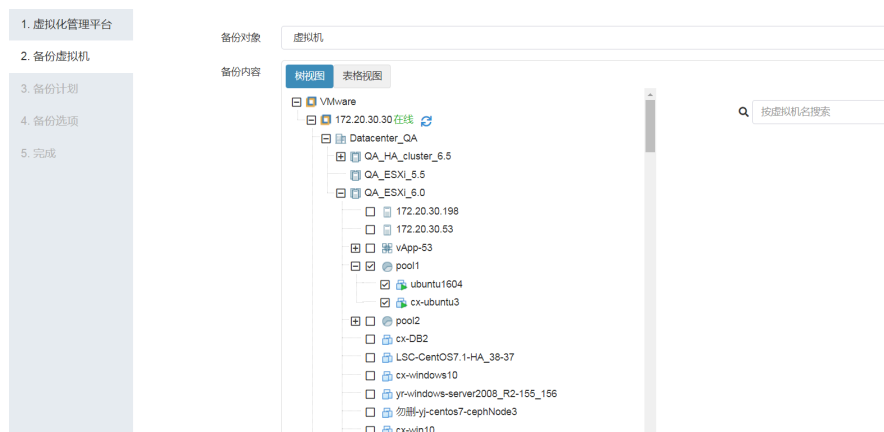 1. 虚拟化管理平台
2. 备份虚拟机
3. 备份计划
4. 备份选项
5. 完成
备份对象
虚拟机
备份内容
树视图 表格视图
VMware
172.20.30.30在线
Datacenter_QA
QA_HA_cluster_6.5
QA_ESXi_5.5
QA_ESXi_6.0
172.20.30.198
172.20.30.53
vApp-53
pool1
ubuntu1604
cx-ubuntu3
pool2
cx-DB2
LSC-CentOS7.1-HA_38-37
cx-windows10
yr-windows-server2008_R2-155_156
勿删-yj-centos7-cephNode3
cx-win10
按虚拟机名搜索